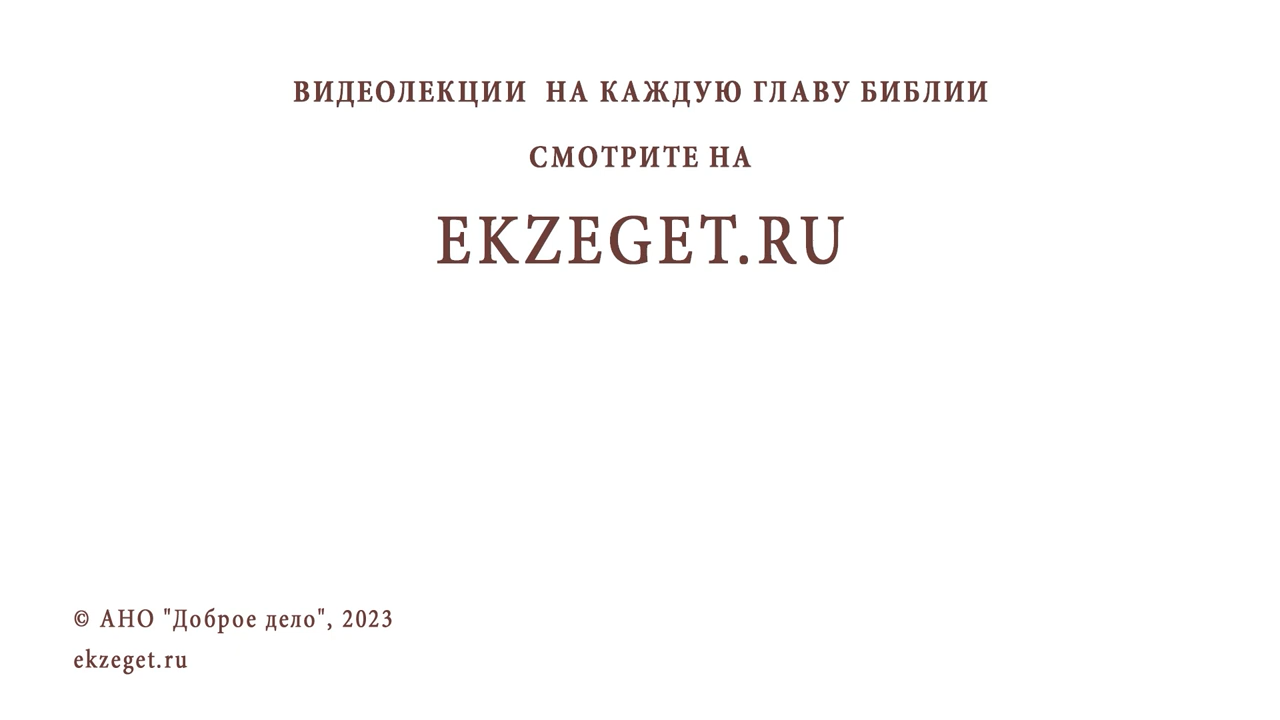 ВИДЕОЛЕКЦИИ НА КАЖДУЮ ГЛАВУ БИБЛИИ
СМОТРИТЕ НА
EKZEGET.RU
© АНО "Доброе дело", 2023
ekzeget.ru